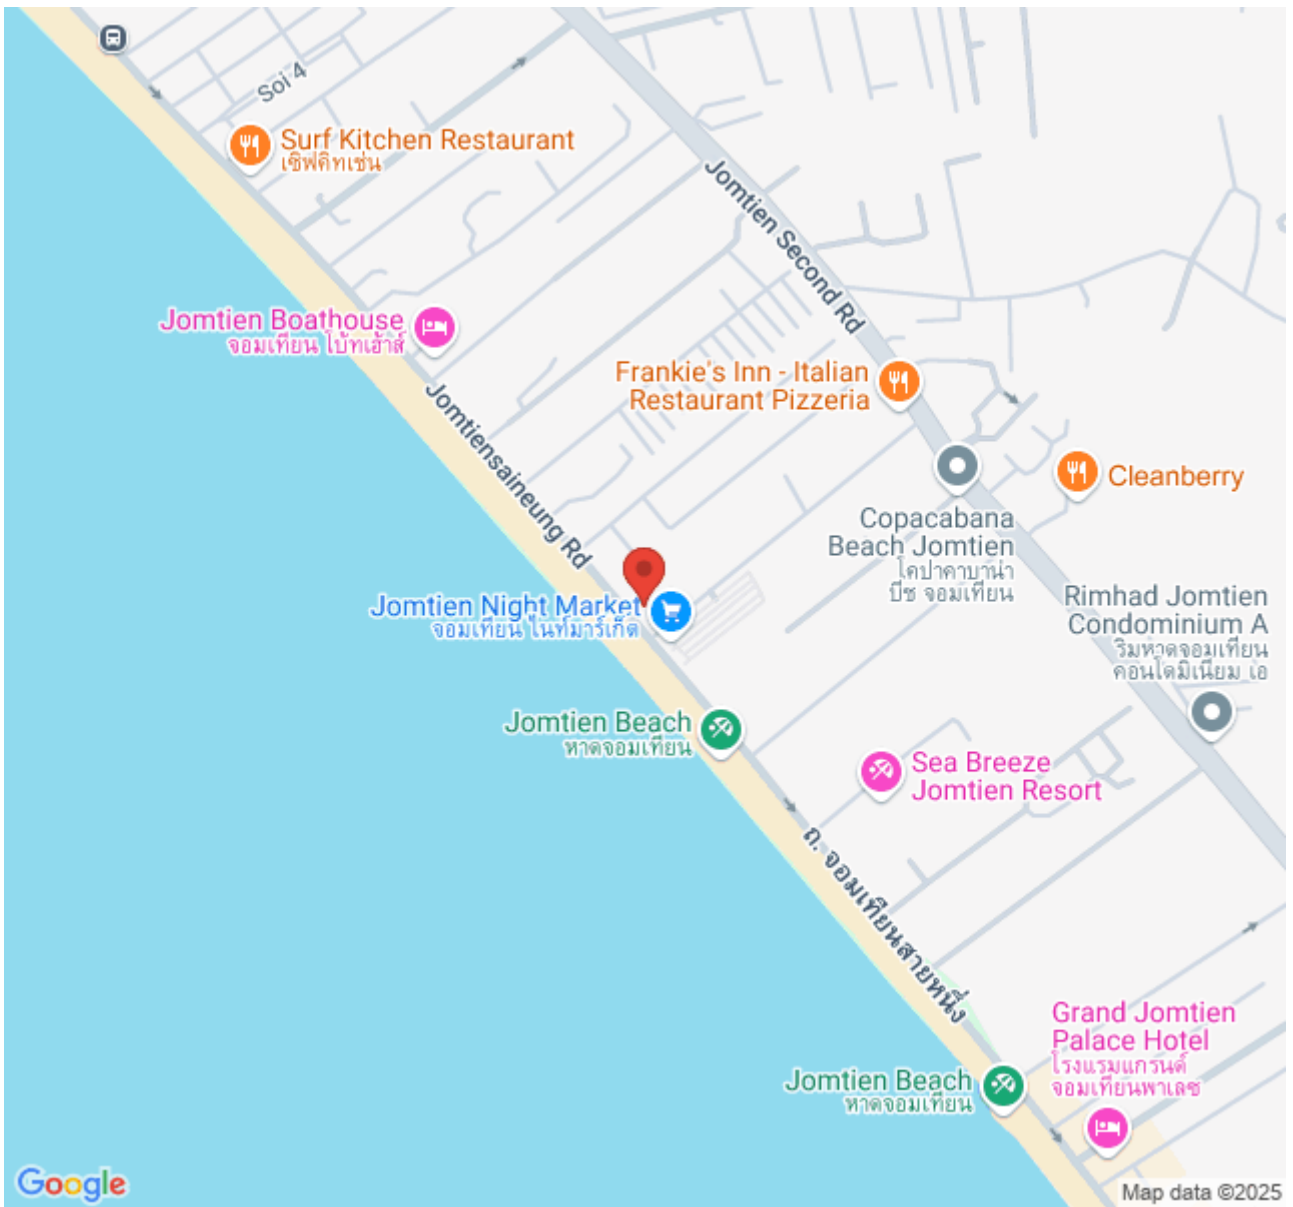 Soi 4
Surf Kitchen Restaurant
เซิฟคิทเช่น
Jomtien Second Rd
Jomtien Boathouse
จอมเทียน โบ๊ทเฮ้าส์
Frankie's Inn - Italian
Restaurant Pizzeria
Jomtiensaineung Rd
Cleanberry
Copacabana
Beach Jomtien
โคปาคาบาน่า
บีช จอมเทียน
Jomtien Night Market
จอมเทียน ไนท์มาร์เก็ต
Rimhad Jomtien
Condominium A
ริมหาดจอมเทียน
คอนโดมิเนียม เอ
Jomtien Beach
หาดจอมเทียน
Sea Breeze
Jomtien Resort
ถ. จอมเทียนสายหนึ่ง
Grand Jomtien
Palace Hotel
โรงแรมแกรนด์
จอมเทียนพาเลซ
Jomtien Beach
หาดจอมเทียน
Google
Map data ©2025